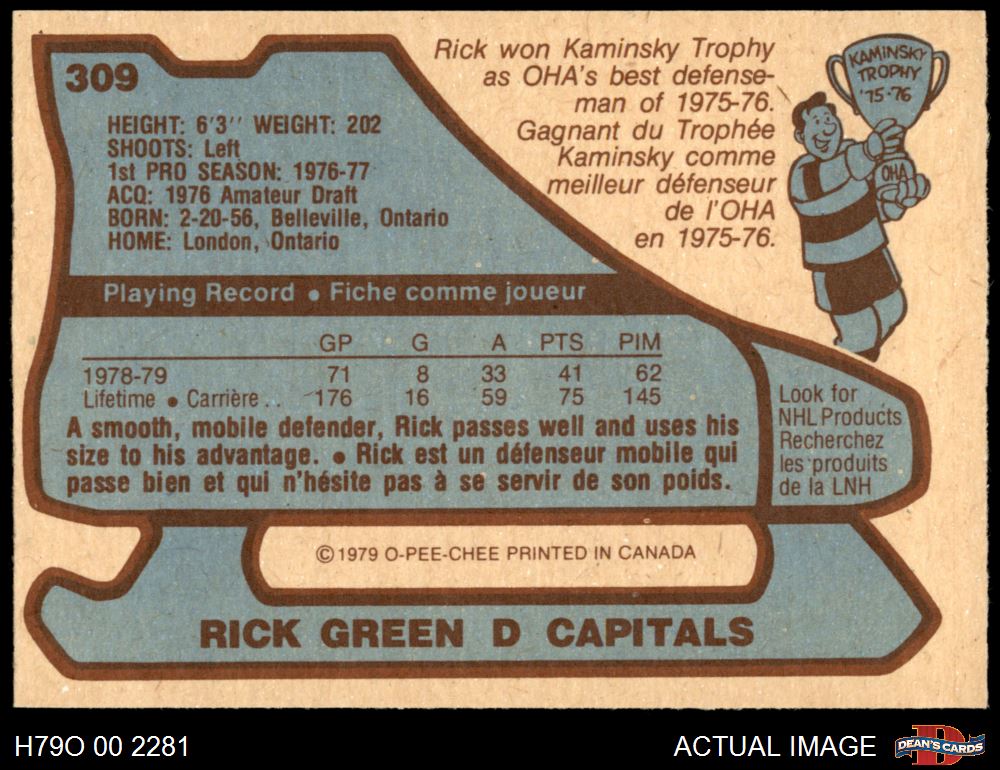 309
HEIGHT: 6'3'' WEIGHT: 202
SHOOTS: Left
1st PRO SEASON: 1976-77
ACQ: 1976 Amateur Draft
BORN: 2-20-56, Belleville, Ontario
HOME: London, Ontario
Rick won Kaminsky Trophy
as OHA's best defense-
man of 1975-76.
Gagnant du Trophée
Kaminsky comme
meilleur défenseur
de l'OHA
en 1975-76.
KAMINSKY
TROPHY
'75-76
OHA
Playing Record • Fiche comme joueur
GP G A PTS PIM
1978-79 71 8 33 41 62
Lifetime • Carrière . . 176 16 59 75 145
A smooth, mobile defender, Rick passes well and uses his
size to his advantage. • Rick est un défenseur mobile qui
passe bien et qui n'hésite pas à se servir de son poids.
Look for
NHL Products
Recherchez
les produits
de la LNH
© 1979 O-PEE-CHEE PRINTED IN CANADA
RICK GREEN D CAPITALS
H79O 00 2281
ACTUAL IMAGE
D
DEAN'S CARDS